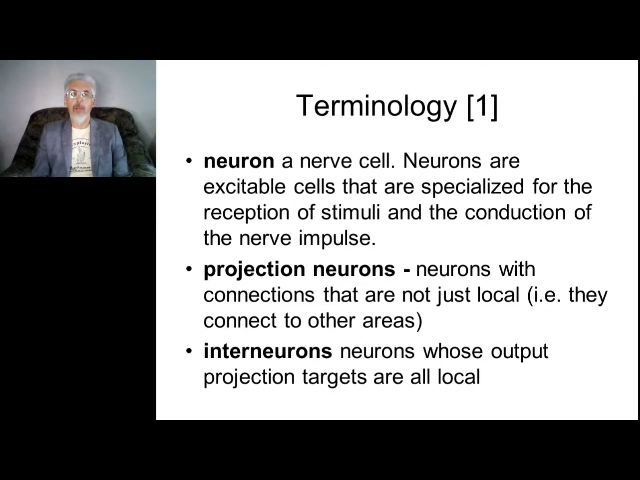 Terminology [1]
• neuron a nerve cell. Neurons are
excitable cells that are specialized for the
reception of stimuli and the conduction of
the nerve impulse.
• projection neurons - neurons with
connections that are not just local (i.e. they
connect to other areas)
• interneurons neurons whose output
projection targets are all local